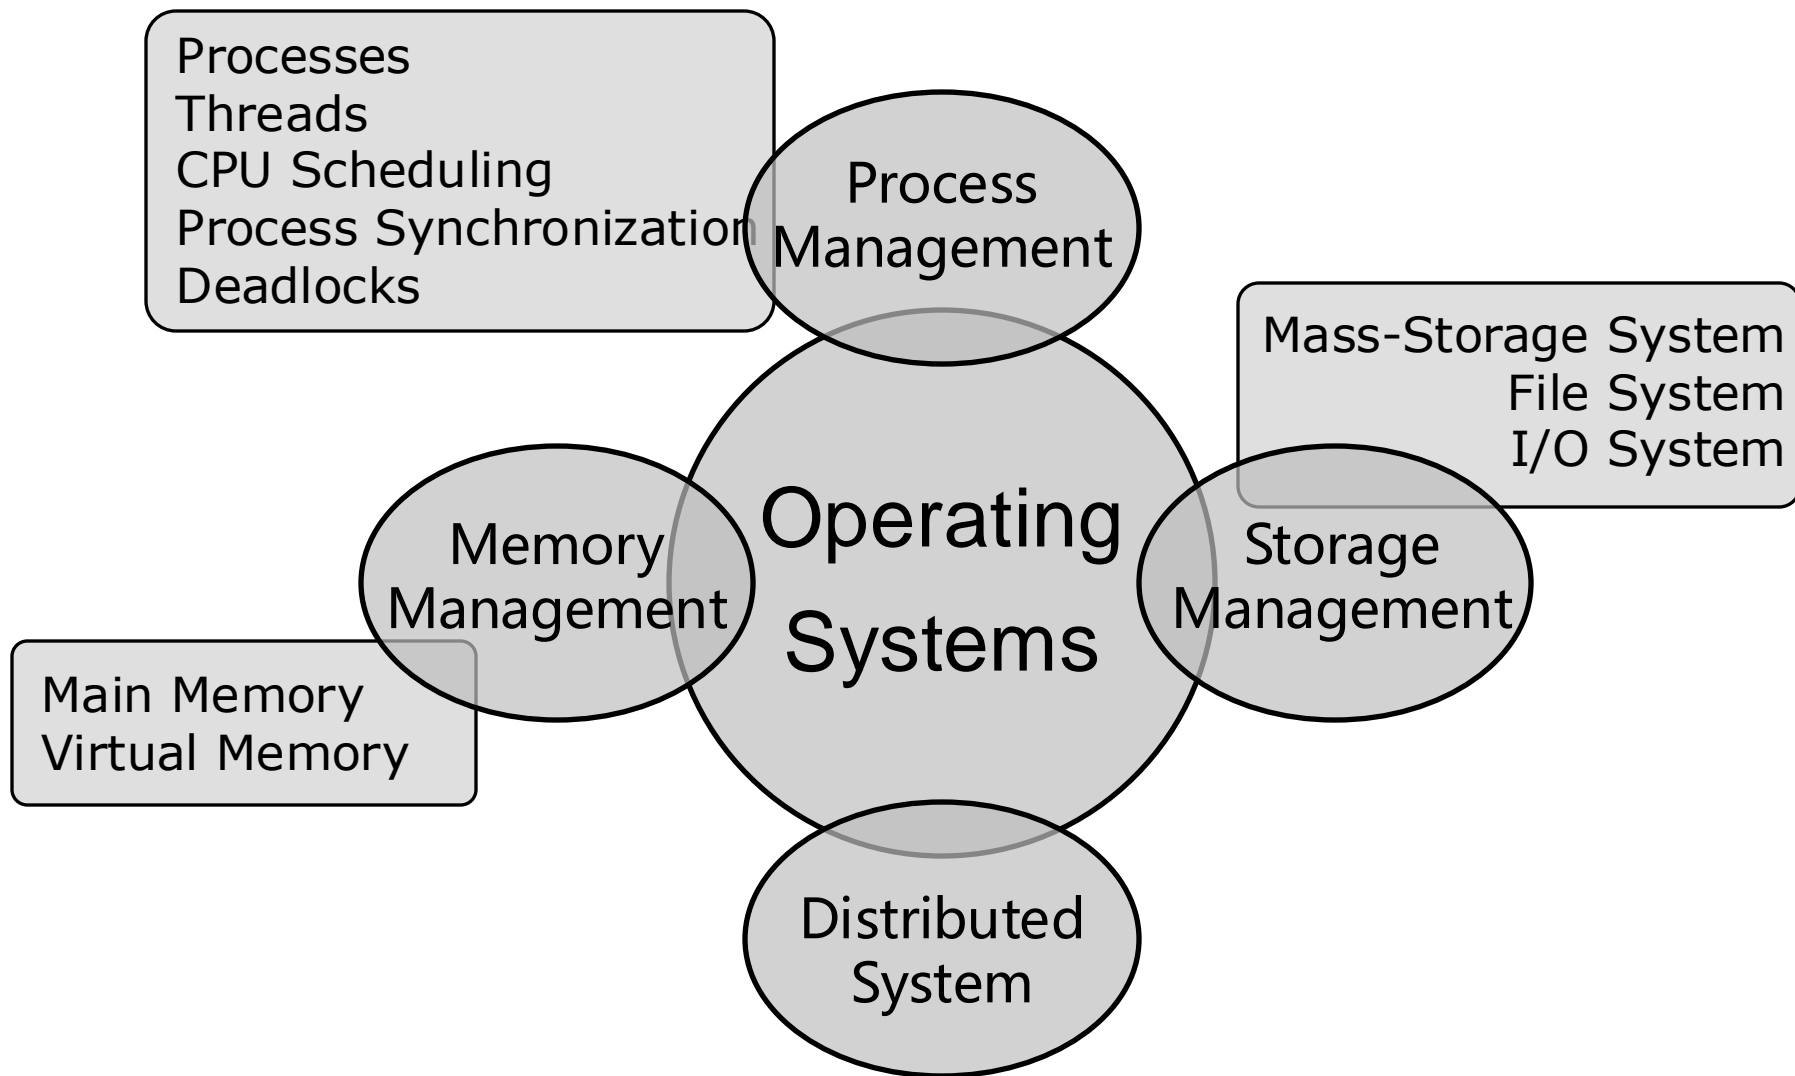 Processes
Threads
CPU Scheduling
Process Synchronization
Deadlocks
Process
Management
Mass-Storage System
File System
I/O System
Operating
Systems
Memory
Management
Storage
Management
Main Memory
Virtual Memory
Distributed
System